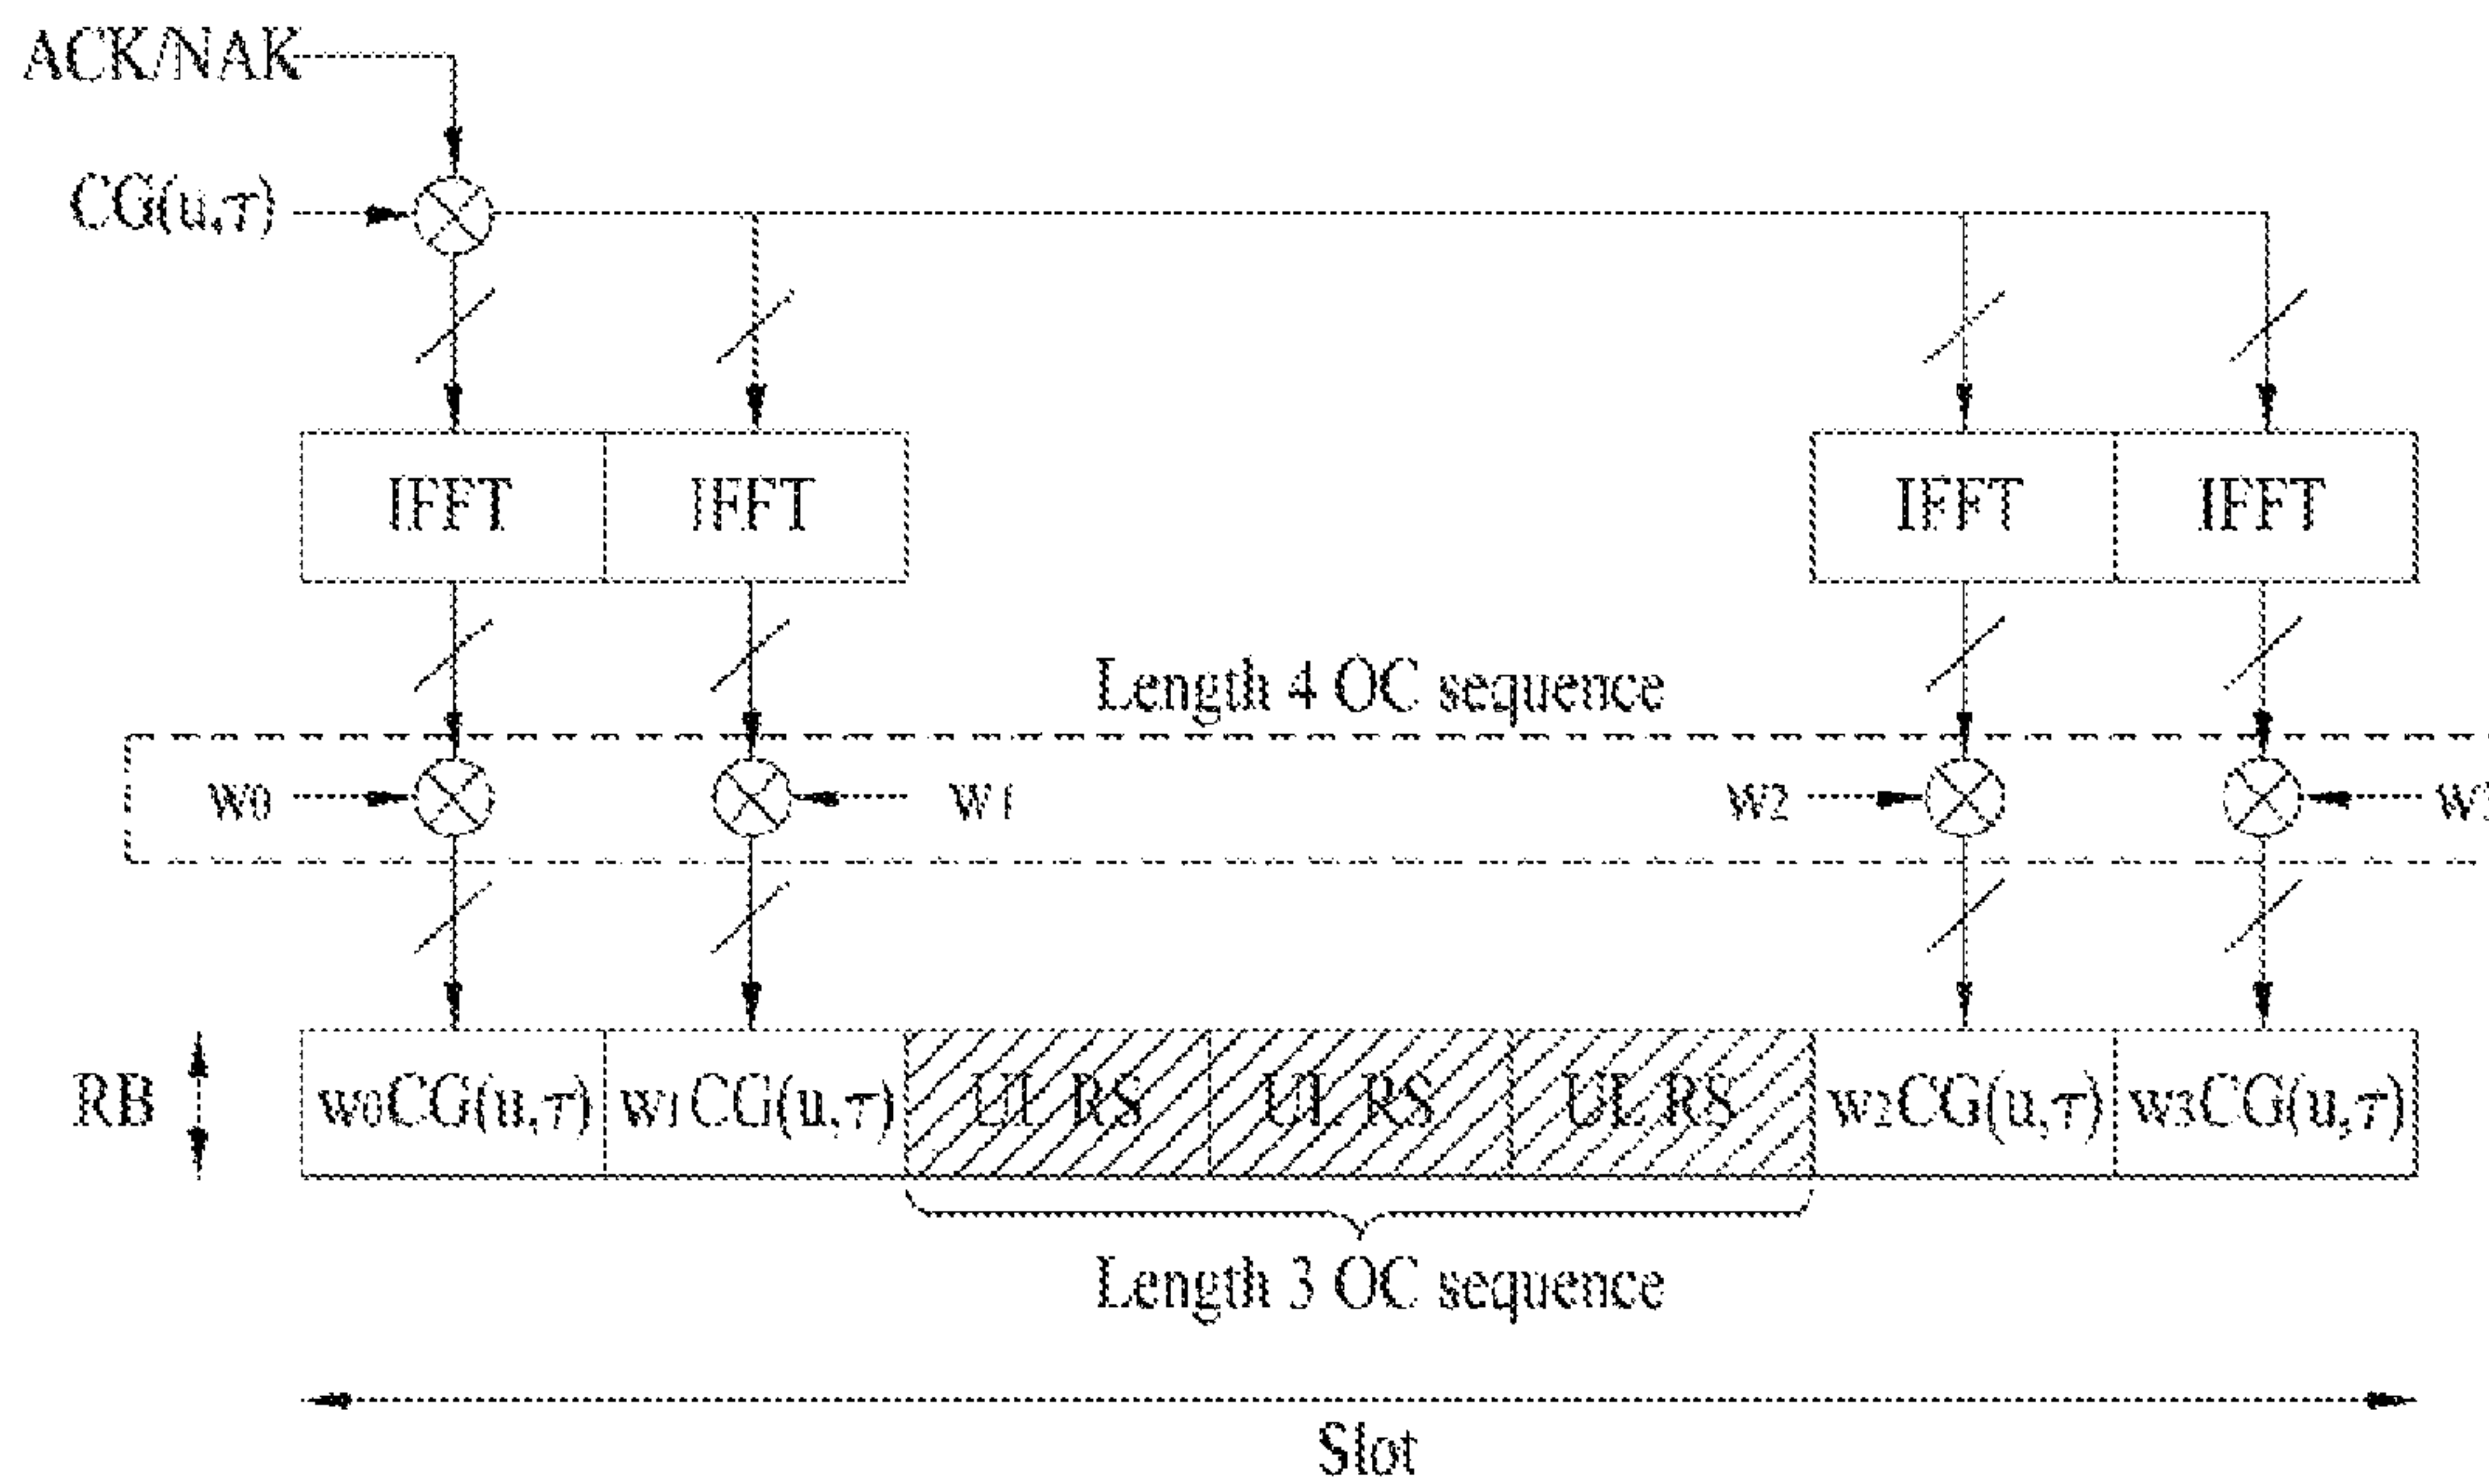 ACK/NAK
CG(u,τ)
IFFT IFFT IFFT IFFT
Length 4 OC sequence
W0 W1 W2
RB w0CG(u,τ) w1CG(u,τ) UL RS UL RS UL RS w2CG(u,τ) w3CG(u,τ)
Length 3 OC sequence
Slot